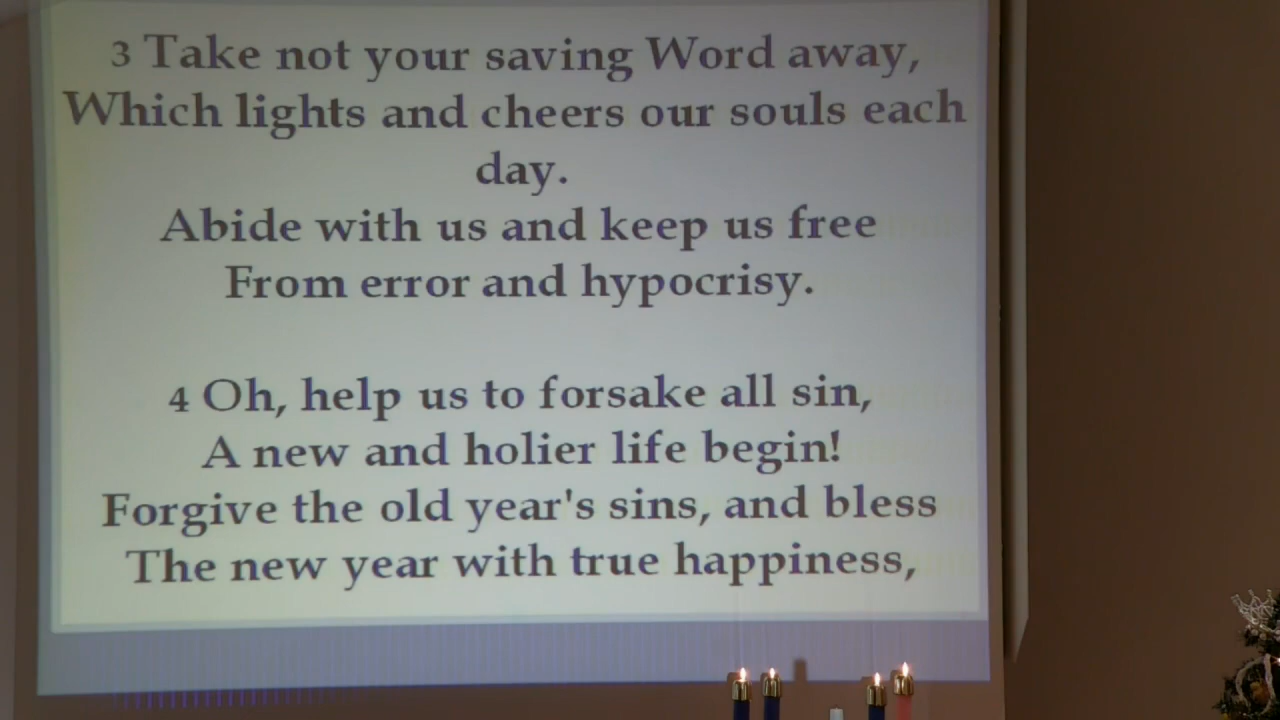 3 Take not your saving Word away,
Which lights and cheers our souls each
day.
Abide with us and keep us free
From error and hypocrisy.
4 Oh, help us to forsake all sin,
A new and holier life begin!
Forgive the old year's sins, and bless
The new year with true happiness,